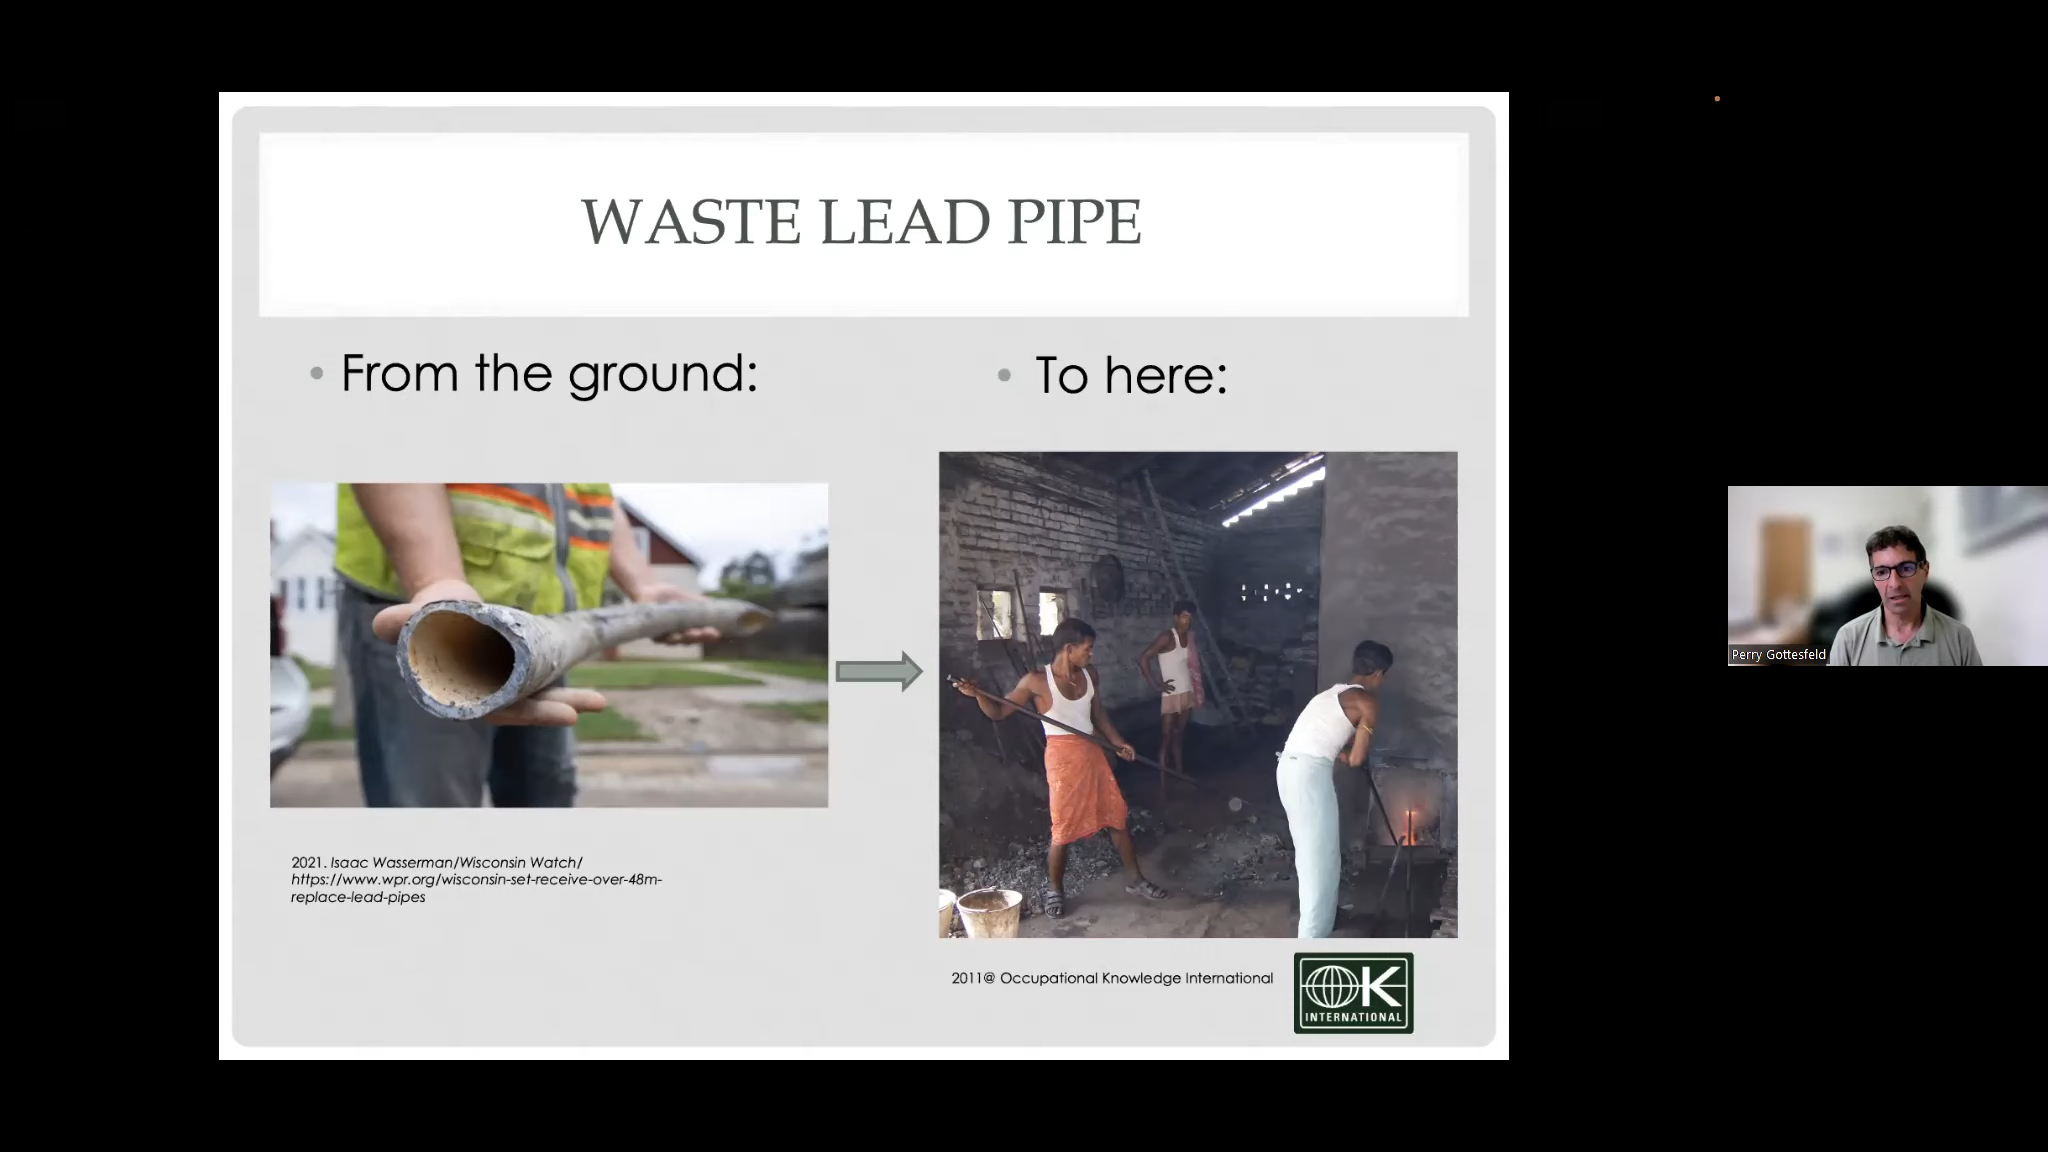 WASTE LEAD PIPE
• From the ground:
• To here:
2021. Isaac Wasserman/Wisconsin Watch/
https://www.wpr.org/wisconsin-set-receive-over-48m-
replace-lead-pipes
2011@ Occupational Knowledge International
OK
INTERNATIONAL
Perry Gottesfeld